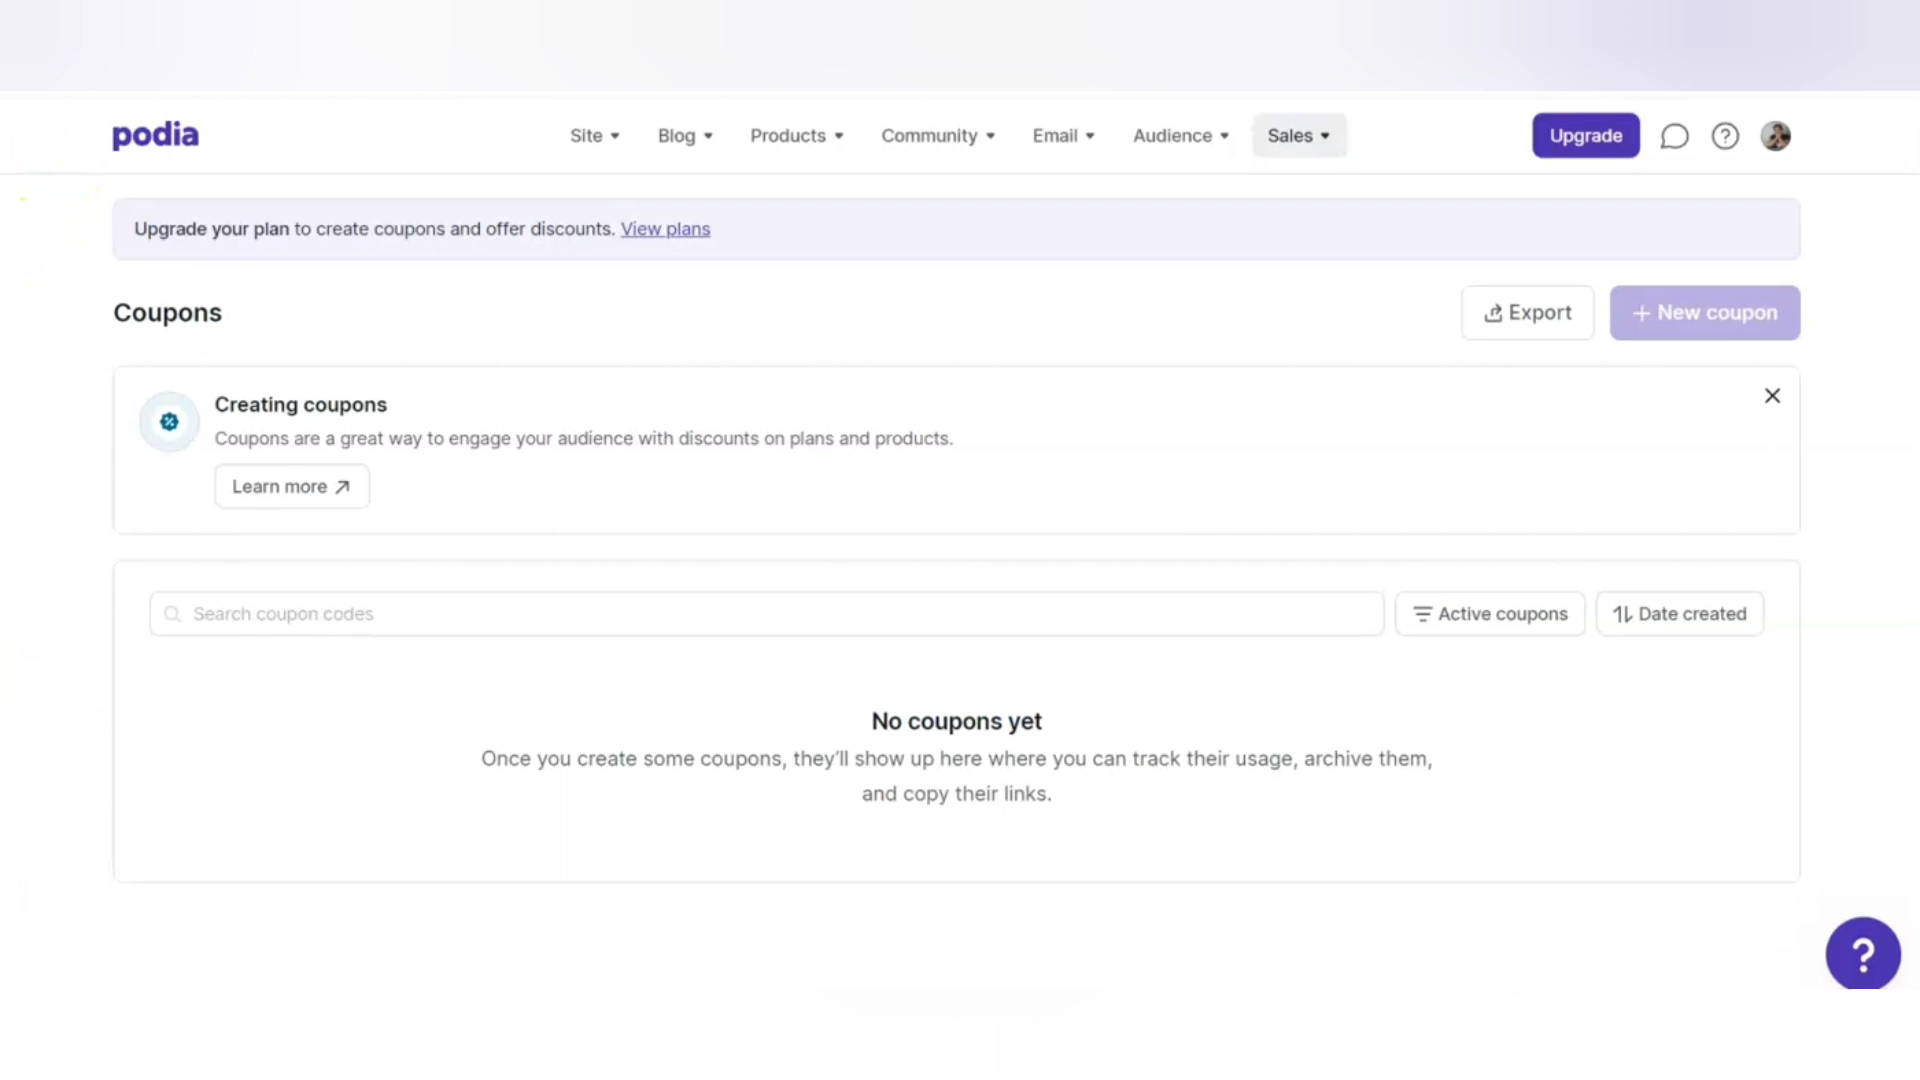 podia
Site
Blog
Products
Community
Email
Audience
Sales
Upgrade
Upgrade your plan to create coupons and offer discounts. View plans
Coupons
Export
+ New coupon
Creating coupons
Coupons are a great way to engage your audience with discounts on plans and products.
Learn more
Search coupon codes
Active coupons
Date created
No coupons yet
Once you create some coupons, they’ll show up here where you can track their usage, archive them,
and copy their links.
?